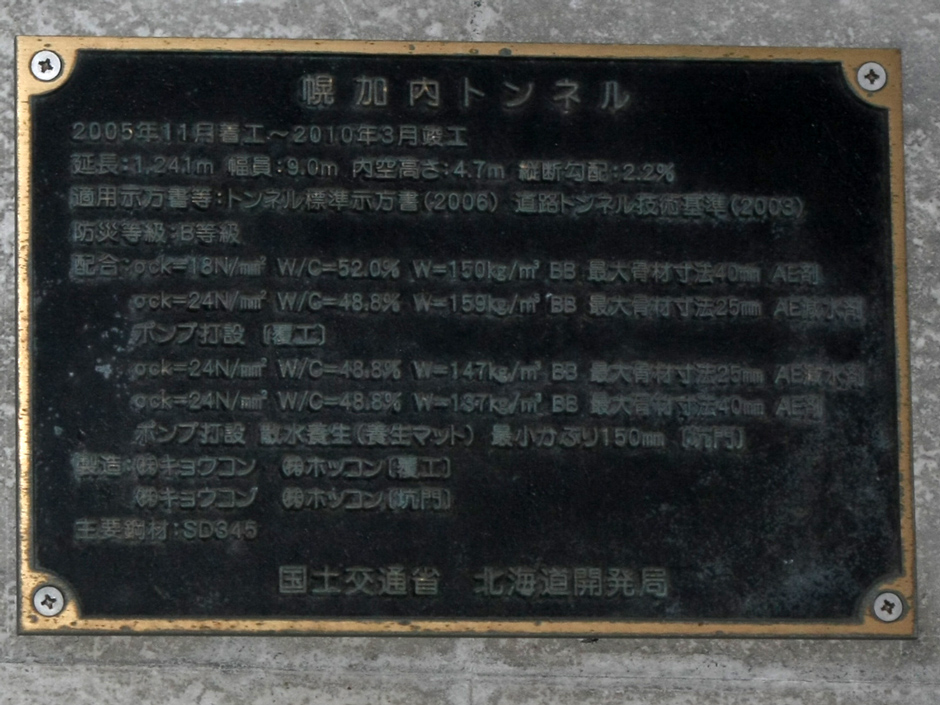 幌加内トンネル
2005年11月着工～2010年3月竣工
延長：1,241m 幅員：9.0m 内空高さ：4.7m 縦断勾配：2.2%
適用示方書等：トンネル標準示方書(2006) 道路トンネル技術基準(2003)
防災等級：B等級
配合：σck=18N/mm² W/C=52.0% W=150kg/m³ BB 最大骨材寸法40mm AE剤
σck=24N/mm² W/C=48.8% W=159kg/m³ BB 最大骨材寸法25mm AE減水剤
ポンプ打設 〔覆工〕
σck=24N/mm² W/C=48.8% W=147kg/m³ BB 最大骨材寸法25mm AE減水剤
σck=24N/mm² W/C=48.8% W=137kg/m³ BB 最大骨材寸法40mm AE剤
ポンプ打設 散水養生(養生マット) 最小かぶり150mm 〔坑門〕
製造：㈱キョウコン ㈱ホッコン〔覆工〕
㈱キョウコン ㈱ホッコン〔坑門〕
主要鋼材：SD345
国土交通省 北海道開発局